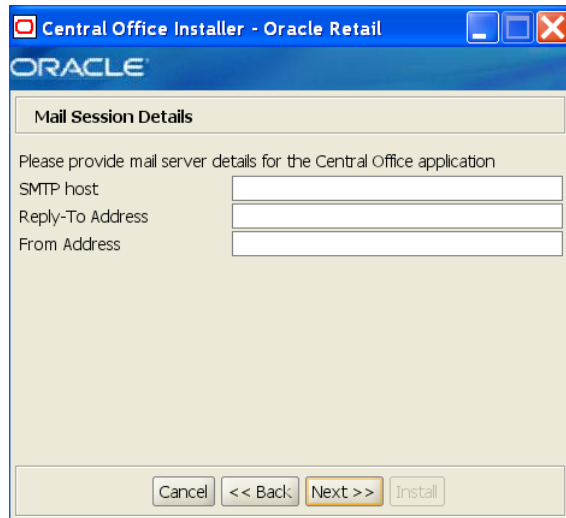 Central Office Installer - Oracle Retail
ORACLE
Mail Session Details
Please provide mail server details for the Central Office application
SMTP host
Reply-To Address
From Address
Cancel << Back Next >> Install